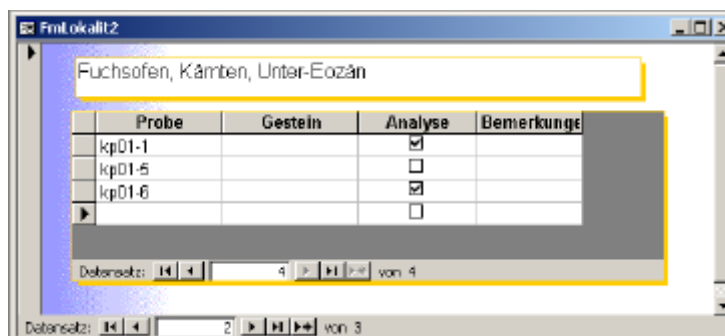 FmLokalit2
Fuchsofen, Kärnten, Unter-Eozän
Probe Gestein Analyse Bemerkunge
kp01-1
kp01-5
kp01-6
Datensatz: 4 von 4
Datensatz: 2 von 3